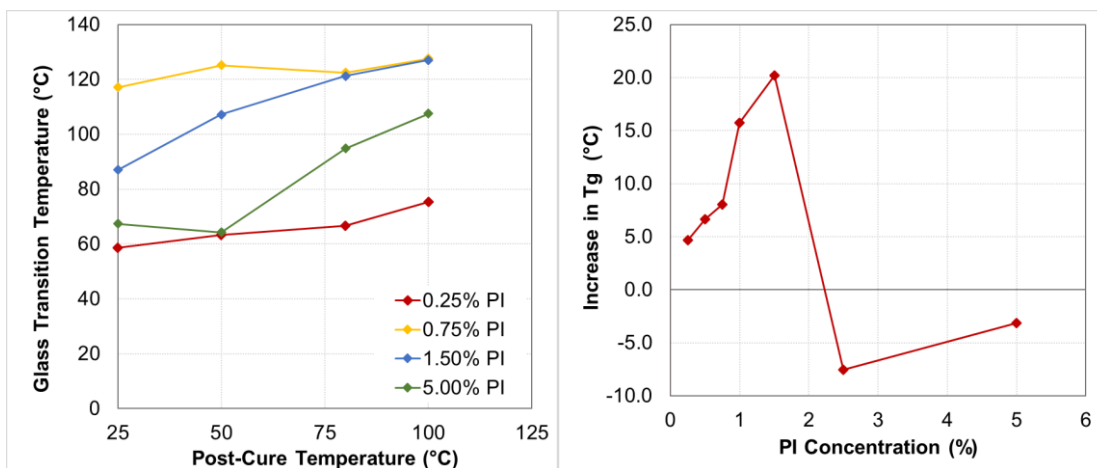 Glass Transition Temperature (°C)
140
120
100
80
60
40
20
0
0.25% PI
0.75% PI
1.50% PI
5.00% PI
25 50 75 100 125
Post-Cure Temperature (°C)
Increase in Tg (°C)
25.0
20.0
15.0
10.0
5.0
0.0
-5.0
-10.0
0 1 2 3 4 5 6
PI Concentration (%)